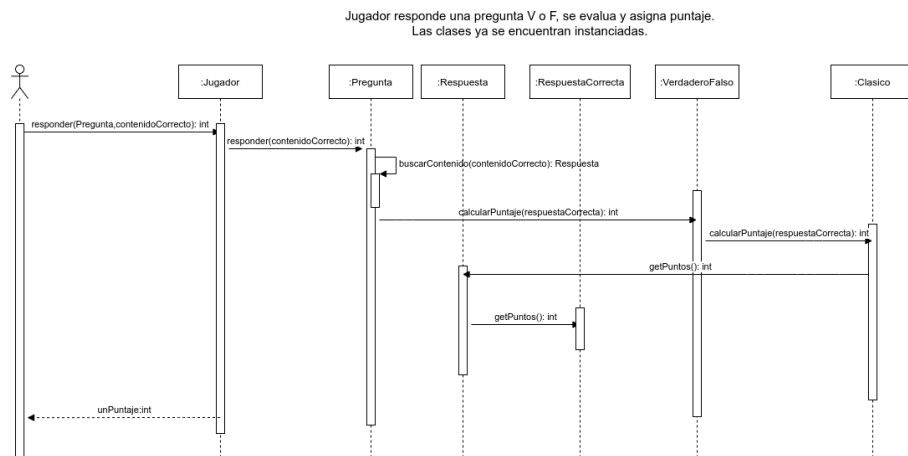 Jugador responde una pregunta V o F, se evalua y asigna puntaje.
Las clases ya se encuentran instanciadas.
:Jugador
:Pregunta
:Respuesta
:RespuestaCorrecta
:VerdaderoFalso
:Clasico
responder(Pregunta,contenidoCorrecto): int
responder(contenidoCorrecto): int
buscarContenido(contenidoCorrecto): Respuesta
calcularPuntaje(respuestaCorrecta): int
calcularPuntaje(respuestaCorrecta): int
getPuntos(): int
getPuntos(): int
unPuntaje:int